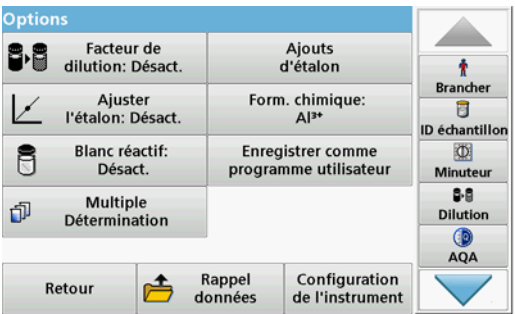 Options
Facteur de
dilution: Désact.
Ajouts
d'étalon
Ajuster
l'étalon: Désact.
Form. chimique:
Al³⁺
Blanc réactif:
Désact.
Enregistrer comme
programme utilisateur
Multiple
Détermination
Retour
Rappel
données
Configuration
de l'instrument
Brancher
ID échantillon
Minuteur
Dilution
AQA